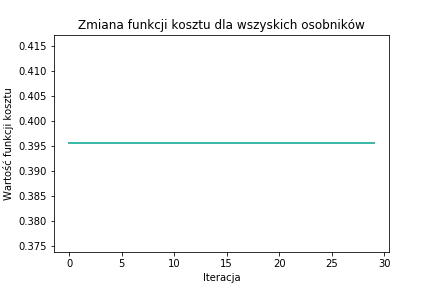 Zmiana funkcji kosztu dla wszyskich osobników
Wartość funkcji kosztu
0.415
0.410
0.405
0.400
0.395
0.390
0.385
0.380
0.375
0 5 10 15 20 25 30
Iteracja